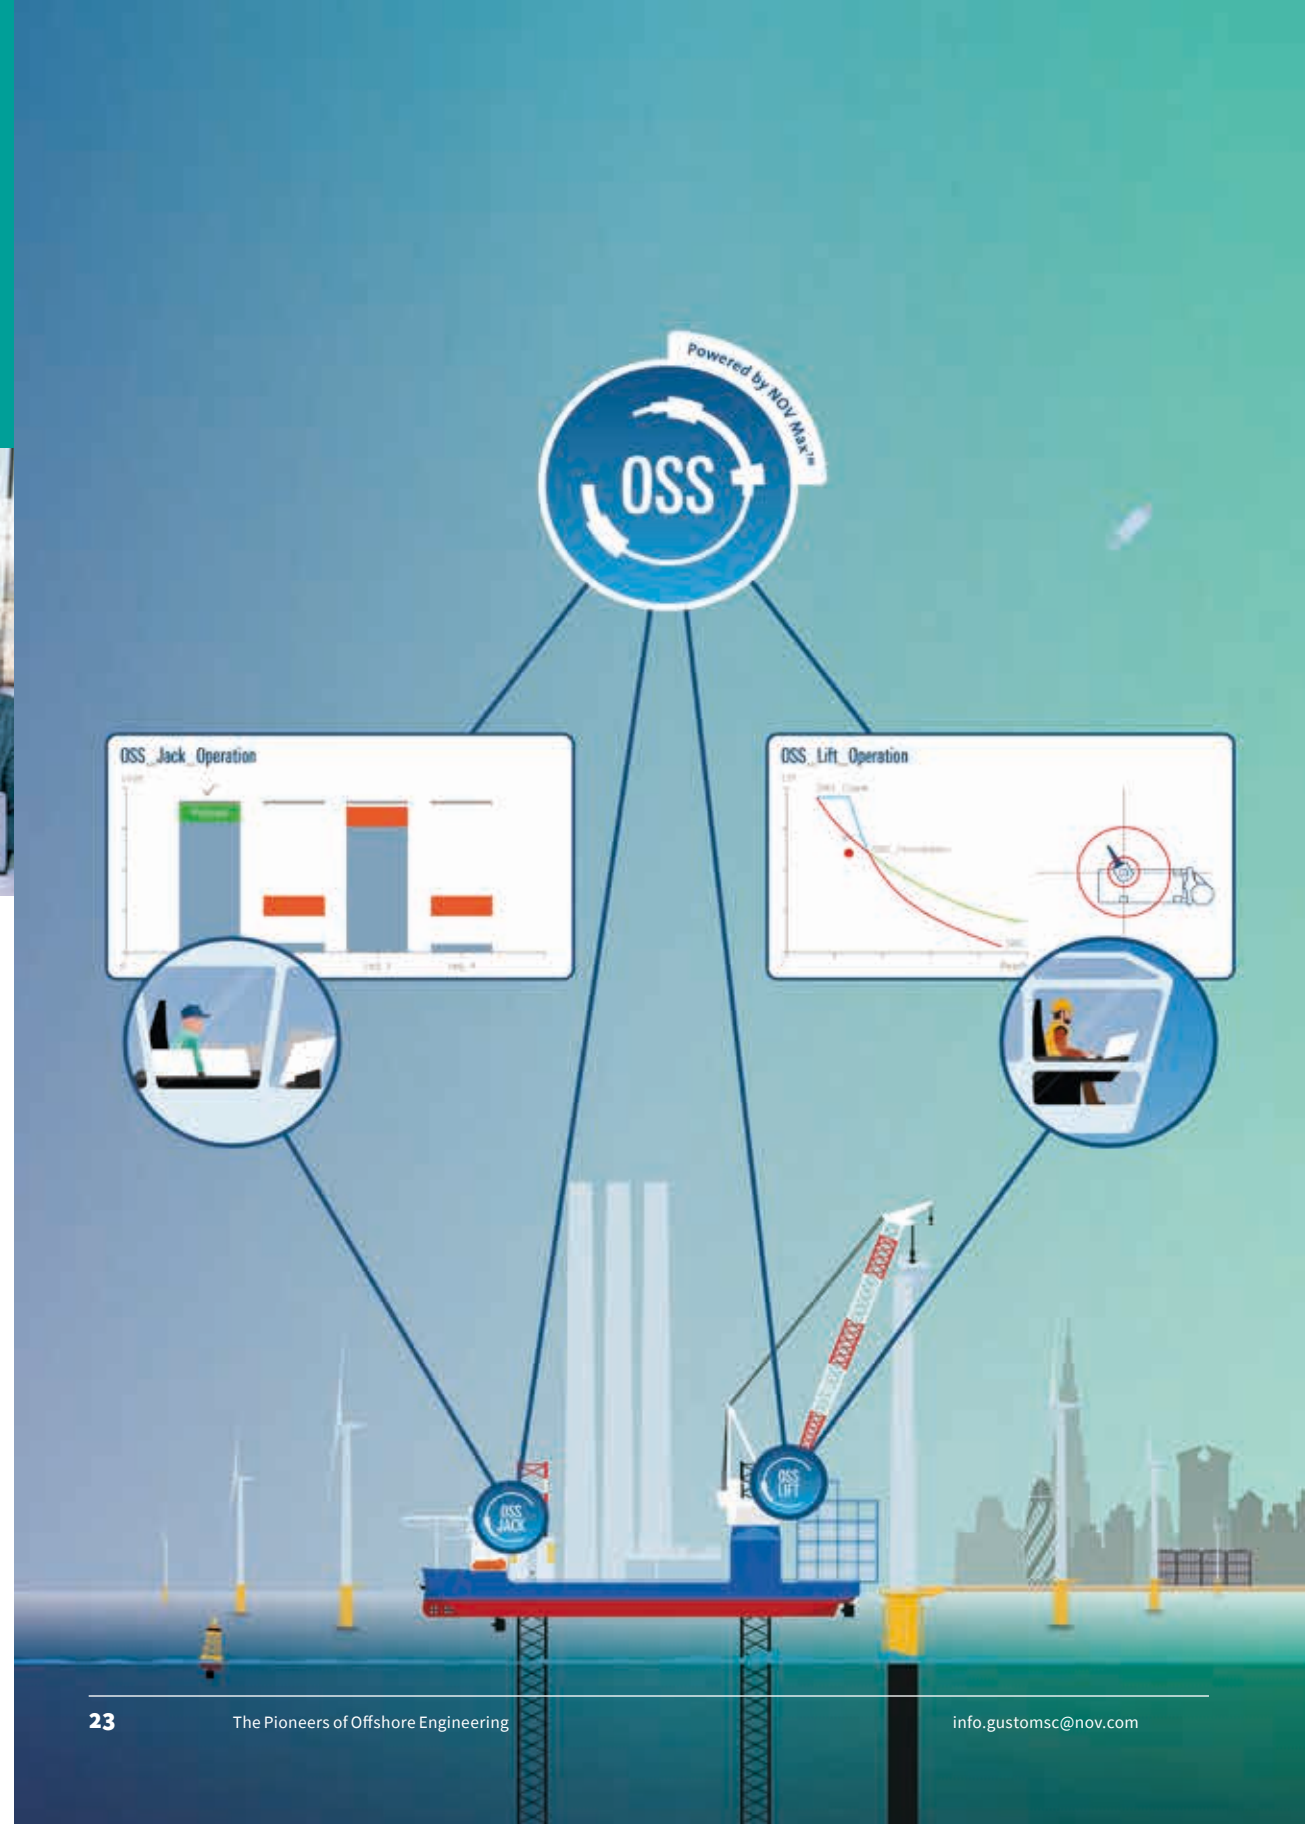 Powered by NOV Max™
OSS
OSS_Jack_Operation
OSS_Lift_Operation
OSS
JACK
OSS
LIFT
23
The Pioneers of Offshore Engineering
info.gustomsc@nov.com